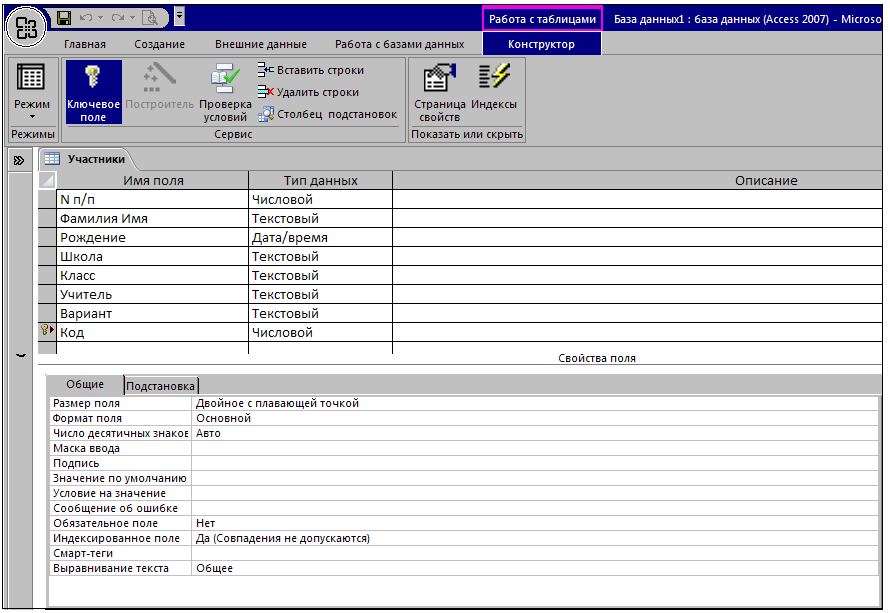 Работа с таблицами База данных1 : база данных (Access 2007) - Microso
Главная Создание Внешние данные Работа с базами данных Конструктор
Режим
Ключевое поле
Построитель
Проверка условий
Вставить строки
Удалить строки
Столбец подстановок
Страница свойств
Индексы
Режимы Сервис Показать или скрыть
Участники
Имя поля Тип данных Описание
N п/п Числовой
Фамилия Имя Текстовый
Рождение Дата/время
Школа Текстовый
Класс Текстовый
Учитель Текстовый
Вариант Текстовый
Код Числовой
Свойства поля
Общие Подстановка
Размер поля Двойное с плавающей точкой
Формат поля Основной
Число десятичных знаков Авто
Маска ввода
Подпись
Значение по умолчанию
Условие на значение
Сообщение об ошибке
Обязательное поле Нет
Индексированное поле Да (Совпадения не допускаются)
Смарт-теги
Выравнивание текста Общее